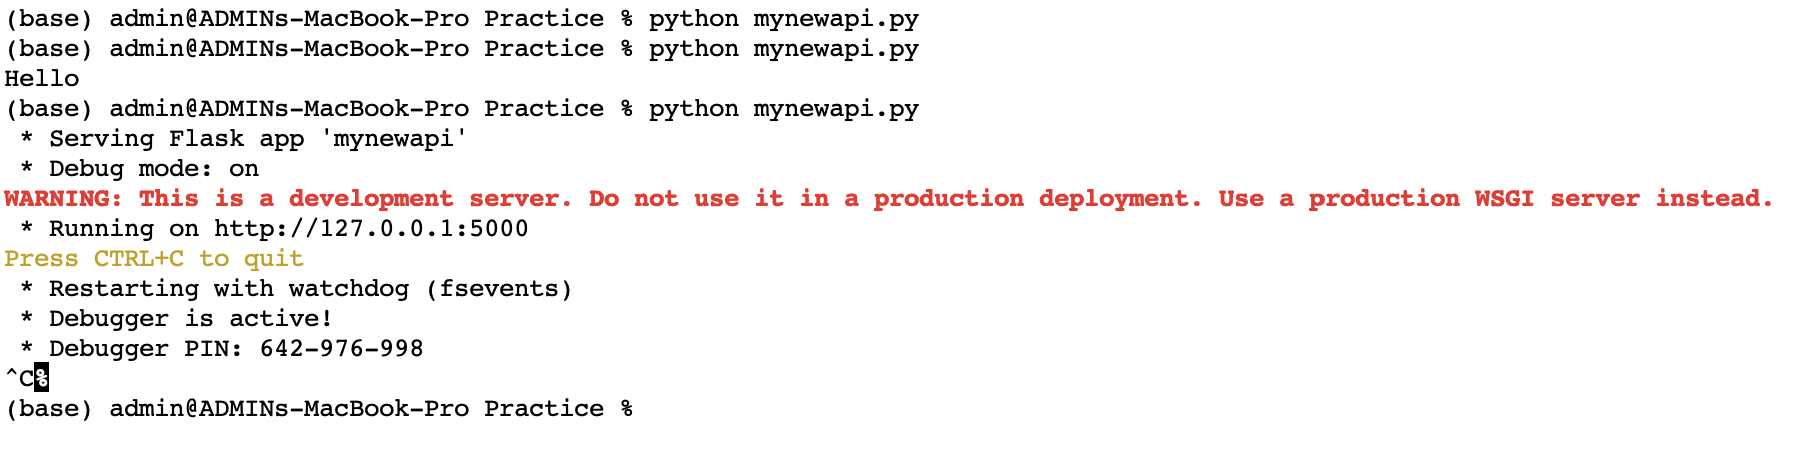 (base) admin@ADMINs-MacBook-Pro Practice % python mynewapi.py
(base) admin@ADMINs-MacBook-Pro Practice % python mynewapi.py
Hello
(base) admin@ADMINs-MacBook-Pro Practice % python mynewapi.py
 * Serving Flask app 'mynewapi'
 * Debug mode: on
WARNING: This is a development server. Do not use it in a production deployment. Use a production WSGI server instead.
 * Running on http://127.0.0.1:5000
Press CTRL+C to quit
 * Restarting with watchdog (fsevents)
 * Debugger is active!
 * Debugger PIN: 642-976-998
^C%
(base) admin@ADMINs-MacBook-Pro Practice %